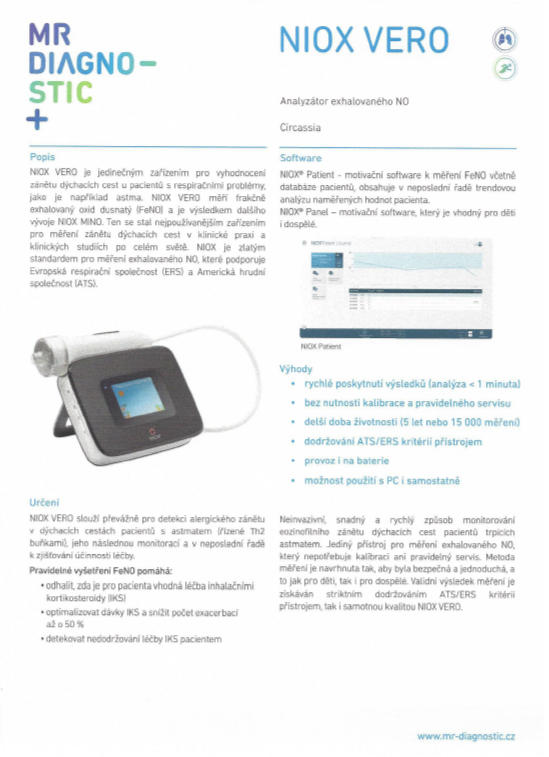 MR
DIAGNO–
STIC
+
NIOX VERO
Analyzátor exhalovaného NO
Circassia
Popis
NIOX VERO je jedinečným zařízením pro vyhodnocení
zánětu dýchacích cest u pacientů s respiračními problémy,
jako je například astma. NIOX VERO měří frakčně
exhalovaný oxid dusnatý (FeNO) a je výsledkem dalšího
vývoje NIOX MINO. Ten se stal nejpoužívanějším zařízením
pro měření zánětu dýchacích cest v klinické praxi a
klinických studiích po celém světě. NIOX je zlatým
standardem pro měření exhalovaného NO, které podporuje
Evropská respirační společnost (ERS) a Americká hrudní
společnost (ATS).
Software
NIOX® Patient - motivační software k měření FeNO včetně
databáze pacientů, obsahuje v neposlední řadě trendovou
analýzu naměřených hodnot pacienta.
NIOX® Panel – motivační software, který je vhodný pro děti
i dospělé.
NIOX Patient
Výhody
• rychlé poskytnutí výsledků (analýza < 1 minuta)
• bez nutnosti kalibrace a pravidelného servisu
• delší doba životnosti (5 let nebo 15 000 měření)
• dodržování ATS/ERS kritérií přístrojem
• provoz i na baterie
• možnost použití s PC i samostatně
Určení
NIOX VERO slouží převážně pro detekci alergického zánětu
v dýchacích cestách pacientů s astmatem (řízené Th2
buňkami), jeho následnou monitoraci a v neposlední řadě
k zjišťování účinnosti léčby.
Pravidelné vyšetření FeNO pomáhá:
• odhalit, zda je pro pacienta vhodná léčba inhalačními
kortikosteroidy (IKS)
• optimalizovat dávky IKS a snížit počet exacerbací
až o 50 %
• detekovat nedodržování léčby IKS pacientem
Neinvazivní, snadný a rychlý způsob monitorování
eozinofilního zánětu dýchacích cest pacientů trpících
astmatem. Jediný přístroj pro měření exhalovaného NO,
který nepotřebuje kalibraci ani pravidelný servis. Metoda
měření je navrhnuta tak, aby byla bezpečná a jednoduchá, a
to jak pro děti, tak i pro dospělé. Validní výsledek měření je
získáván striktním dodržováním ATS/ERS kritérií
přístrojem, tak i samotnou kvalitou NIOX VERO.
www.mr-diagnostic.cz